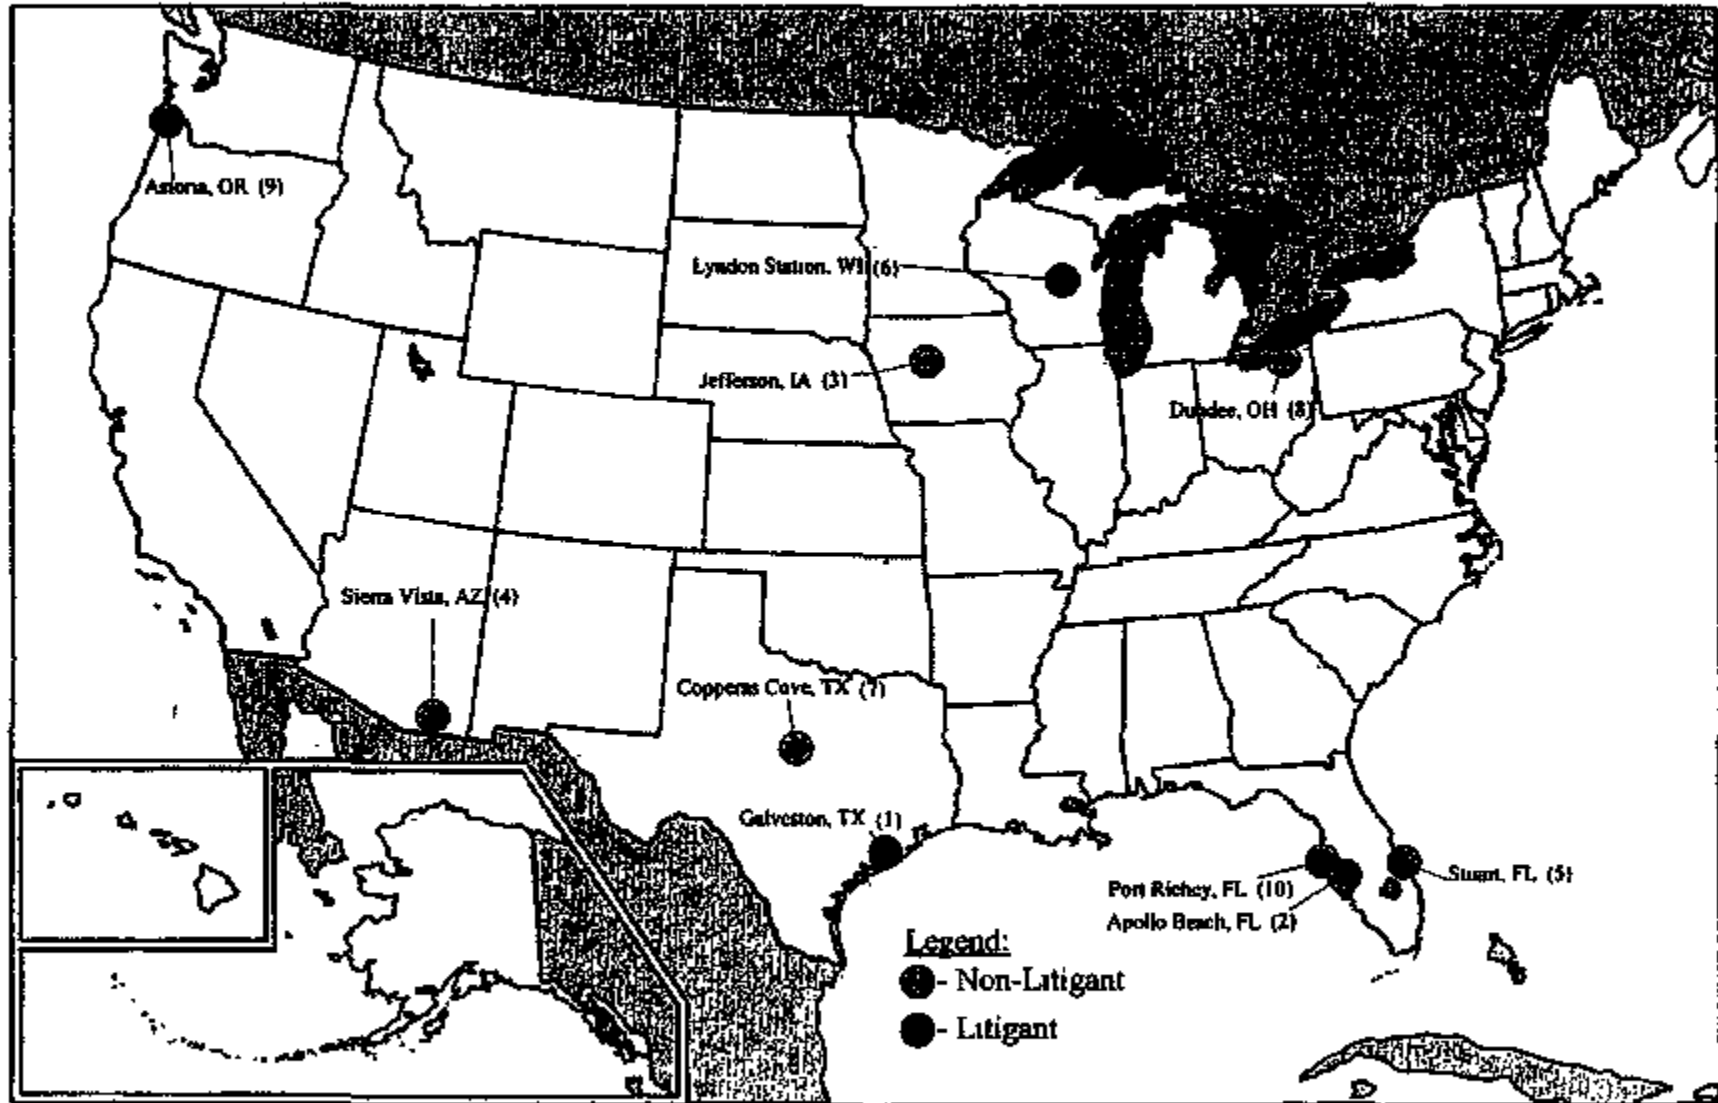 Astoria, OR (9)
Lyndon Station, WI (6)
Jefferson, IA (3)
Dundee, OH (8)
Sierra Vista, AZ (4)
Copperas Cove, TX (7)
Galveston, TX (1)
Port Richey, FL (10)
Stuart, FL (5)
Apollo Beach, FL (2)
Legend:
- Non-Litigant
- Litigant